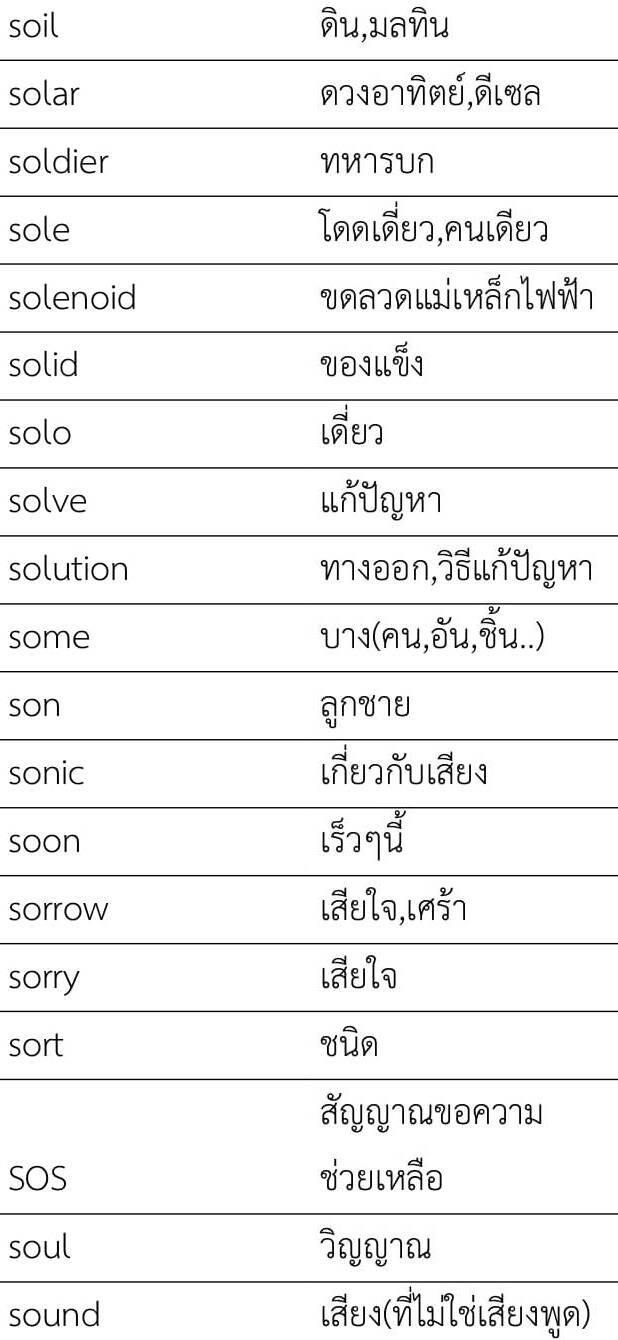 soil ดิน,มลทิน
solar ดวงอาทิตย์,ดีเซล
soldier ทหารบก
sole โดดเดี่ยว,คนเดียว
solenoid ขดลวดแม่เหล็กไฟฟ้า
solid ของแข็ง
solo เดี่ยว
solve แก้ปัญหา
solution ทางออก,วิธีแก้ปัญหา
some บาง(คน,อัน,ชิ้น..)
son ลูกชาย
sonic เกี่ยวกับเสียง
soon เร็วๆนี้
sorrow เสียใจ,เศร้า
sorry เสียใจ
sort ชนิด
สัญญาณขอความ
SOS ช่วยเหลือ
soul วิญญาณ
sound เสียง(ที่ไม่ใช่เสียงพูด)